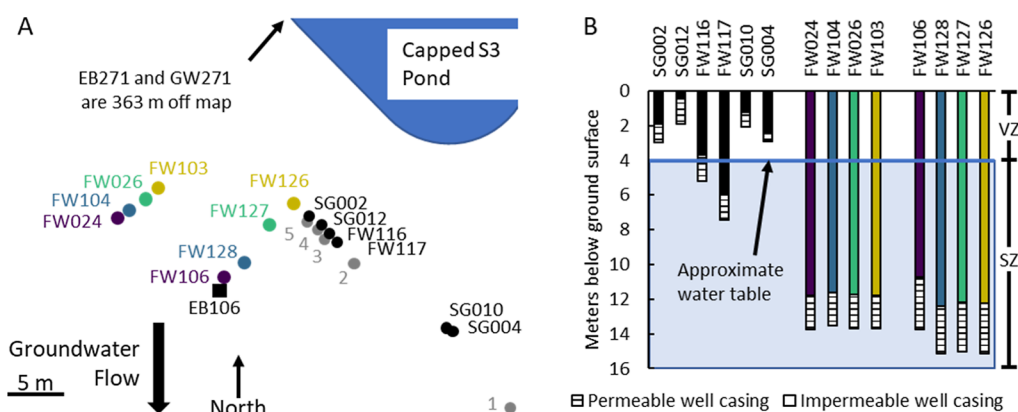 A
EB271 and GW271
are 363 m off map
Capped S3
Pond
FW103
FW026
FW104
FW024
FW126
SG002
SG012
FW127
FW116
FW117
5
4
3
2
FW128
FW106
EB106
SG010
SG004
Groundwater
Flow
5 m
North
1
B
SG002
SG012
FW116
FW117
SG010
SG004
FW024
FW104
FW026
FW103
FW106
FW128
FW127
FW126
Meters below ground surface
0
2
4
6
8
10
12
14
16
VZ
SZ
Approximate
water table
Permeable well casing
Impermeable well casing